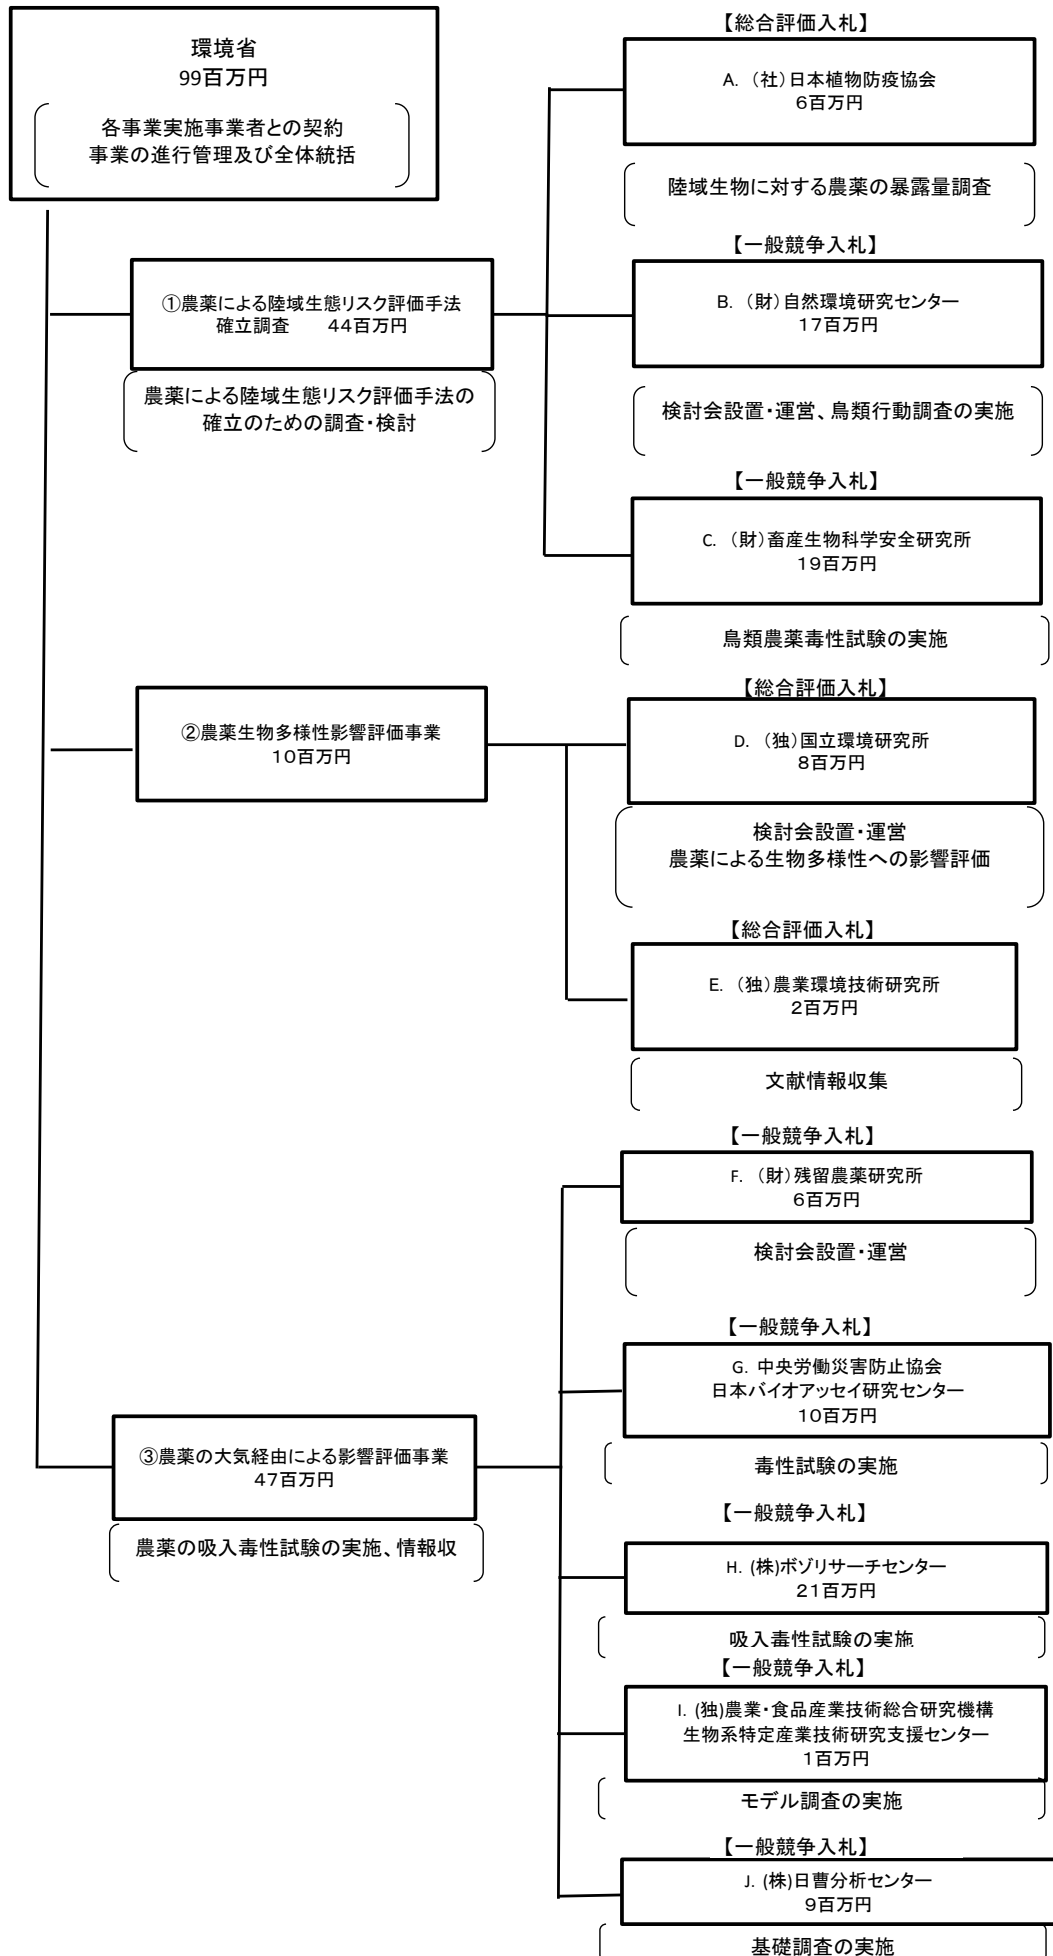 環境省
99百万円
各事業実施事業者との契約
事業の進行管理及び全体統括
①農薬による陸域生態リスク評価手法
確立調査　　44百万円
農薬による陸域生態リスク評価手法の
確立のための調査・検討
【総合評価入札】
A. （社）日本植物防疫協会
6百万円
陸域生物に対する農薬の暴露量調査
【一般競争入札】
B. （財）自然環境研究センター
17百万円
検討会設置・運営、鳥類行動調査の実施
【一般競争入札】
C. （財）畜産生物科学安全研究所
19百万円
鳥類農薬毒性試験の実施
②農薬生物多様性影響評価事業
10百万円
【総合評価入札】
D. （独）国立環境研究所
8百万円
検討会設置・運営
農薬による生物多様性への影響評価
【総合評価入札】
E. （独）農業環境技術研究所
2百万円
文献情報収集
③農薬の大気経由による影響評価事業
47百万円
農薬の吸入毒性試験の実施、情報収
【一般競争入札】
F. （財）残留農薬研究所
6百万円
検討会設置・運営
【一般競争入札】
G. 中央労働災害防止協会
日本バイオアッセイ研究センター
10百万円
毒性試験の実施
【一般競争入札】
H. (株)ボゾリサーチセンター
21百万円
吸入毒性試験の実施
【一般競争入札】
I. (独)農業・食品産業技術総合研究機構
生物系特定産業技術研究支援センター
1百万円
モデル調査の実施
【一般競争入札】
J. (株)日曹分析センター
9百万円
基礎調査の実施